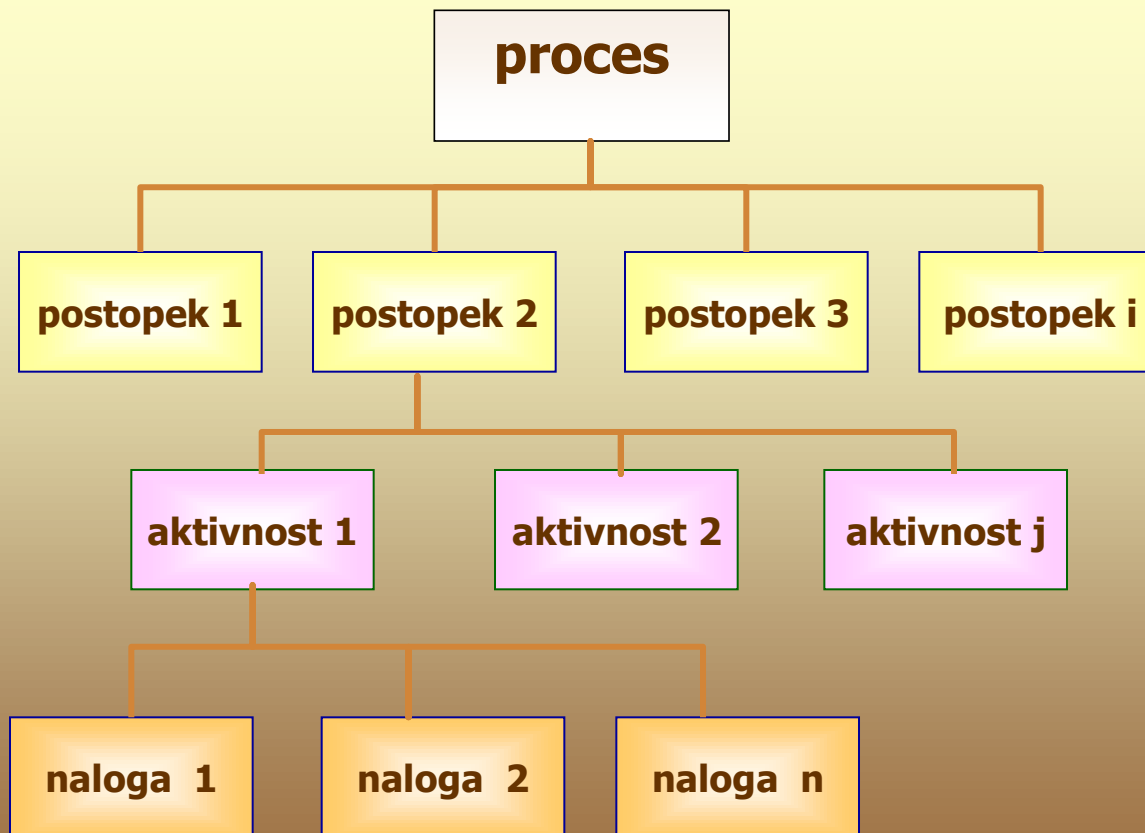 proces
postopek 1
postopek 2
postopek 3
postopek i
aktivnost 1
aktivnost 2
aktivnost j
naloga 1
naloga 2
naloga n